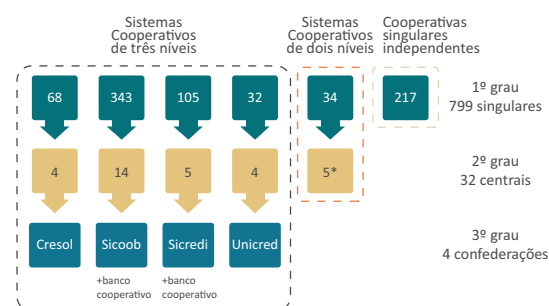 Sistemas
Cooperativos
de três níveis
Sistemas
Cooperativos
de dois níveis
Cooperativas
singulares
independentes
68
343
105
32
34
217
1º grau
799 singulares
4
14
5
4
5*
2º grau
32 centrais
Cresol
Sicoob
Sicredi
Unicred
3º grau
4 confederações
+banco
cooperativo
+banco
cooperativo